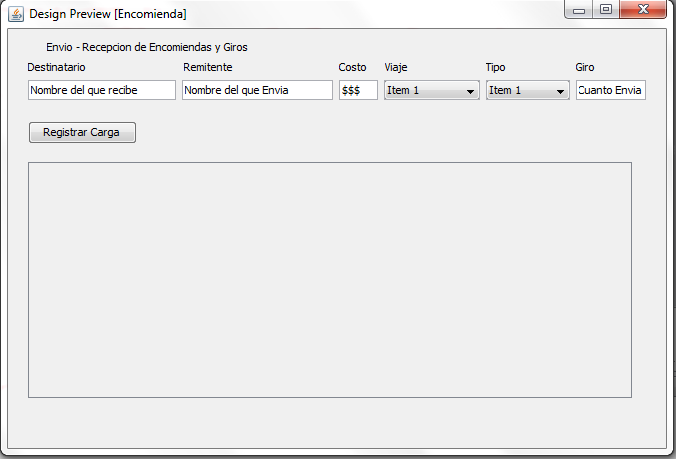 Design Preview [Encomienda]
Envio - Recepcion de Encomiendas y Giros
Destinatario Remitente Costo Viaje Tipo Giro
Nombre del que recibe Nombre del que Envia $$$ Item 1 Item 1 Cuanto Envia
Registrar Carga